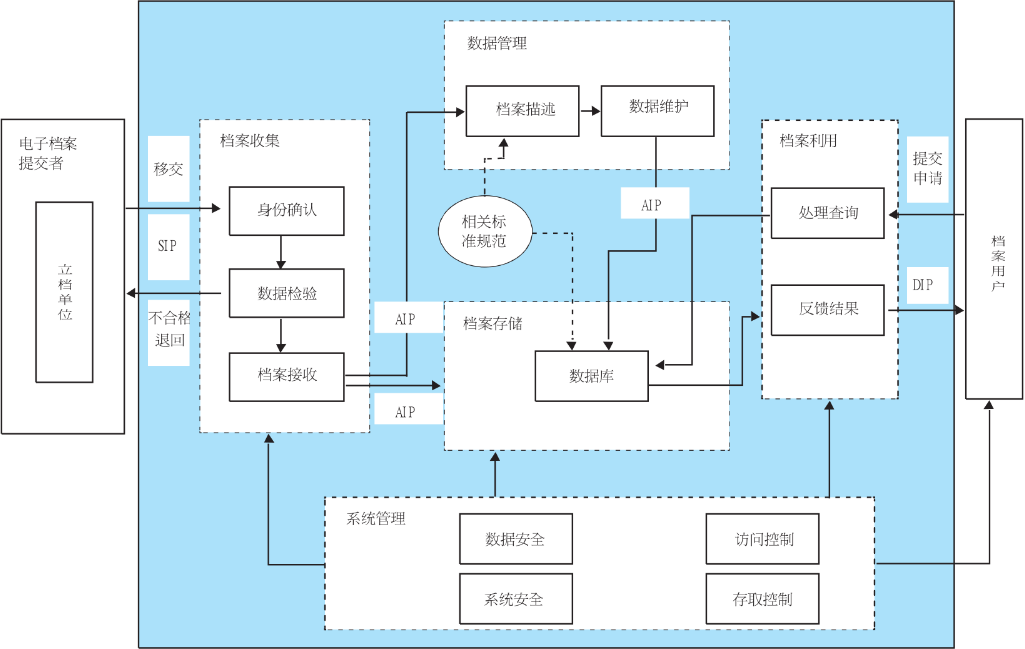 电子档案
提交者
立档单位
移交
SIP
不合格
退回
档案收集
身份确认
数据检验
档案接收
AIP
AIP
数据管理
档案描述
数据维护
相关标
准规范
AIP
档案存储
数据库
档案利用
处理查询
反馈结果
提交
申请
DIP
档案用户
系统管理
数据安全
访问控制
系统安全
存取控制